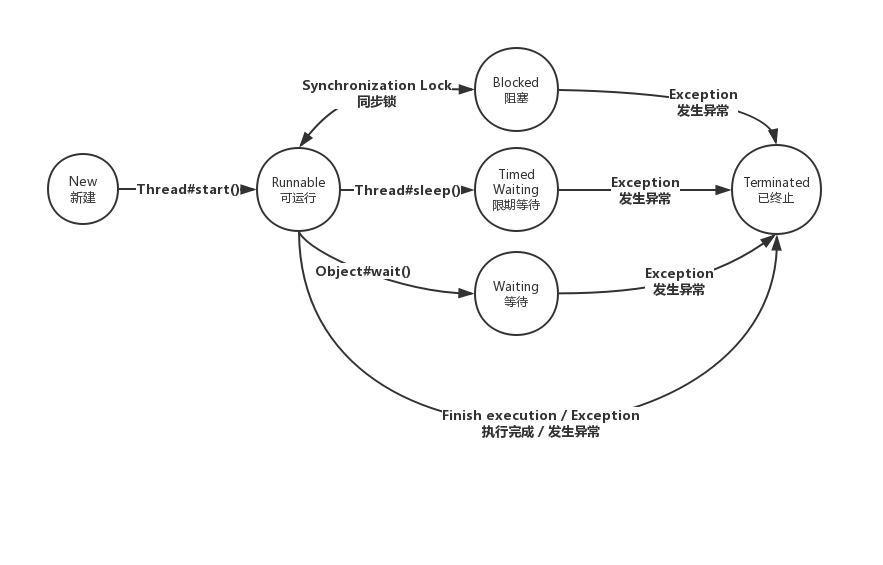 New
新建
Thread#start()
Runnable
可运行
Synchronization Lock
同步锁
Blocked
阻塞
Exception
发生异常
Thread#sleep()
Timed
Waiting
限期等待
Exception
发生异常
Object#wait()
Waiting
等待
Exception
发生异常
Terminated
已终止
Finish execution / Exception
执行完成 / 发生异常